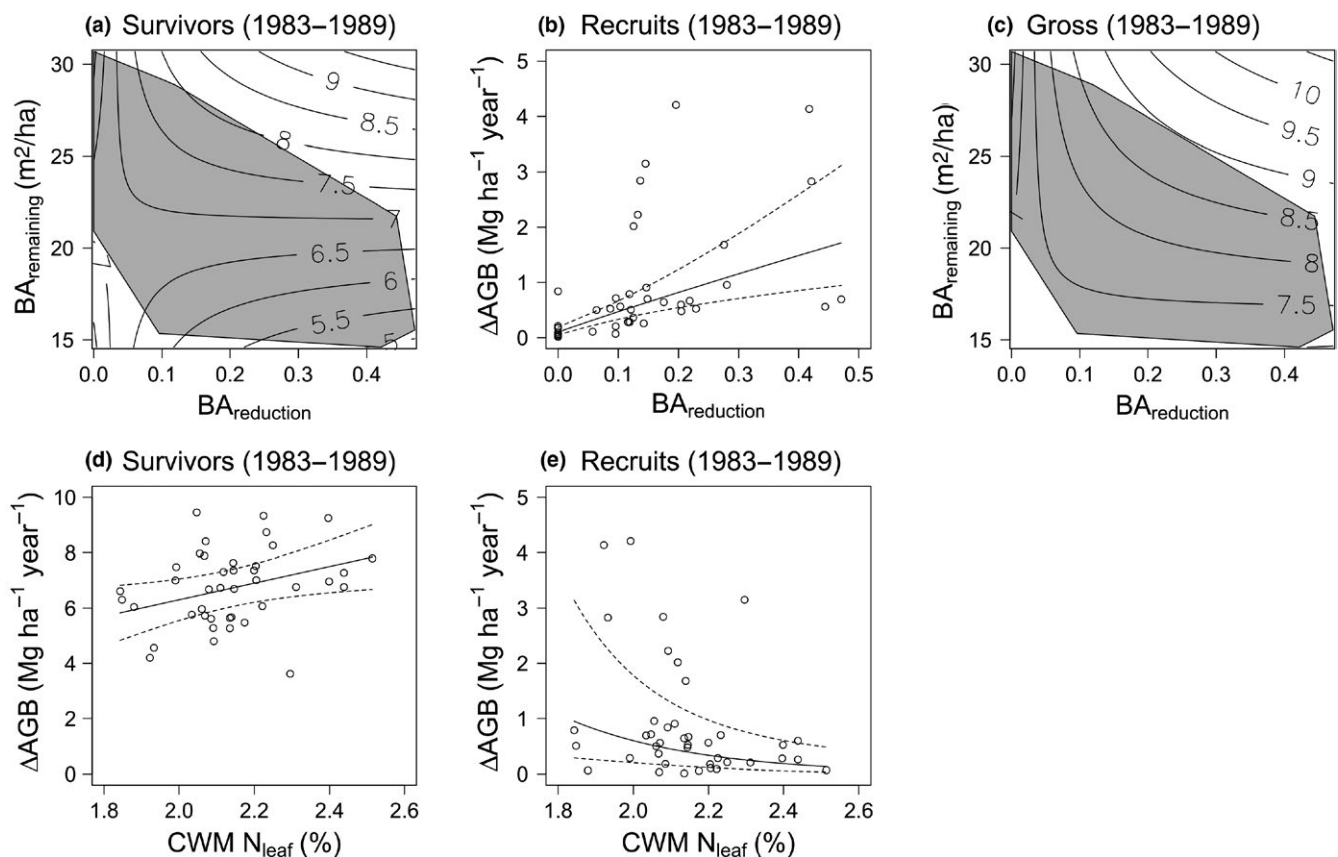 (a) Survivors (1983–1989)
BAremaining (m²/ha)
30
25
20
15
9
8.5
8
7.5
7
6.5
6
5.5
5
7
0.0 0.1 0.2 0.3 0.4
BAreduction
(b) Recruits (1983–1989)
ΔAGB (Mg ha⁻¹ year⁻¹)
5
4
3
2
1
0
0.0 0.1 0.2 0.3 0.4 0.5
BAreduction
(c) Gross (1983–1989)
BAremaining (m²/ha)
30
25
20
15
10
9.5
9
8.5
8
7.5
0.0 0.1 0.2 0.3 0.4
BAreduction
(d) Survivors (1983–1989)
ΔAGB (Mg ha⁻¹ year⁻¹)
10
8
6
4
2
0
1.8 2.0 2.2 2.4 2.6
CWM Nleaf (%)
(e) Recruits (1983–1989)
ΔAGB (Mg ha⁻¹ year⁻¹)
5
4
3
2
1
0
1.8 2.0 2.2 2.4 2.6
CWM Nleaf (%)